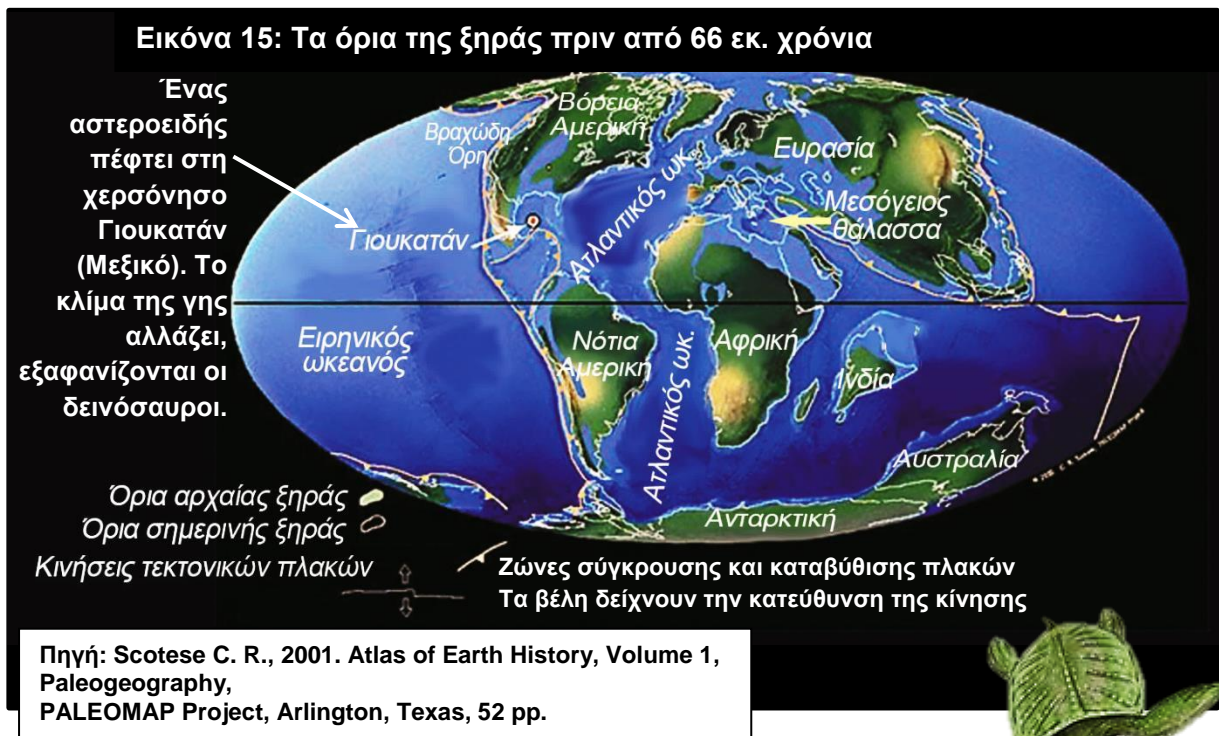 Εικόνα 15: Τα όρια της ξηράς πριν από 66 εκ. χρόνια
Ένας
αστεροειδής
πέφτει στη
χερσόνησο
Γιουκατάν
(Μεξικό). Το
κλίμα της γης
αλλάζει,
εξαφανίζονται οι
δεινόσαυροι.
Βόρεια
Αμερική
Βραχώδη
Όρη
Ευρασία
Μεσόγειος
θάλασσα
Γιουκατάν
Ατλαντικός ωκ.
Ειρηνικός
ωκεανός
Νότια
Αμερική
Αφρική
Ινδία
Ατλαντικός ωκ.
Αυστραλία
Ανταρκτική
Όρια αρχαίας ξηράς
Όρια σημερινής ξηράς
Κινήσεις τεκτονικών πλακών
Ζώνες σύγκρουσης και καταβύθισης πλακών
Τα βέλη δείχνουν την κατεύθυνση της κίνησης
Πηγή: Scotese C. R., 2001. Atlas of Earth History, Volume 1,
Paleogeography,
PALEOMAP Project, Arlington, Texas, 52 pp.